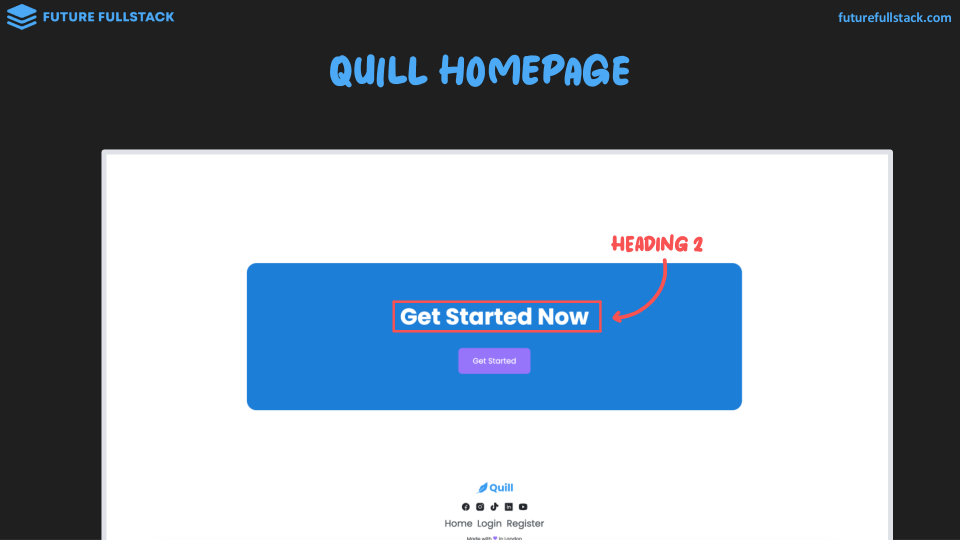 FUTURE FULLSTACK
futurefullstack.com
QUILL HOMEPAGE
HEADING 2
Get Started Now
Get Started
Quill
Home Login Register
Made with 💜 in London